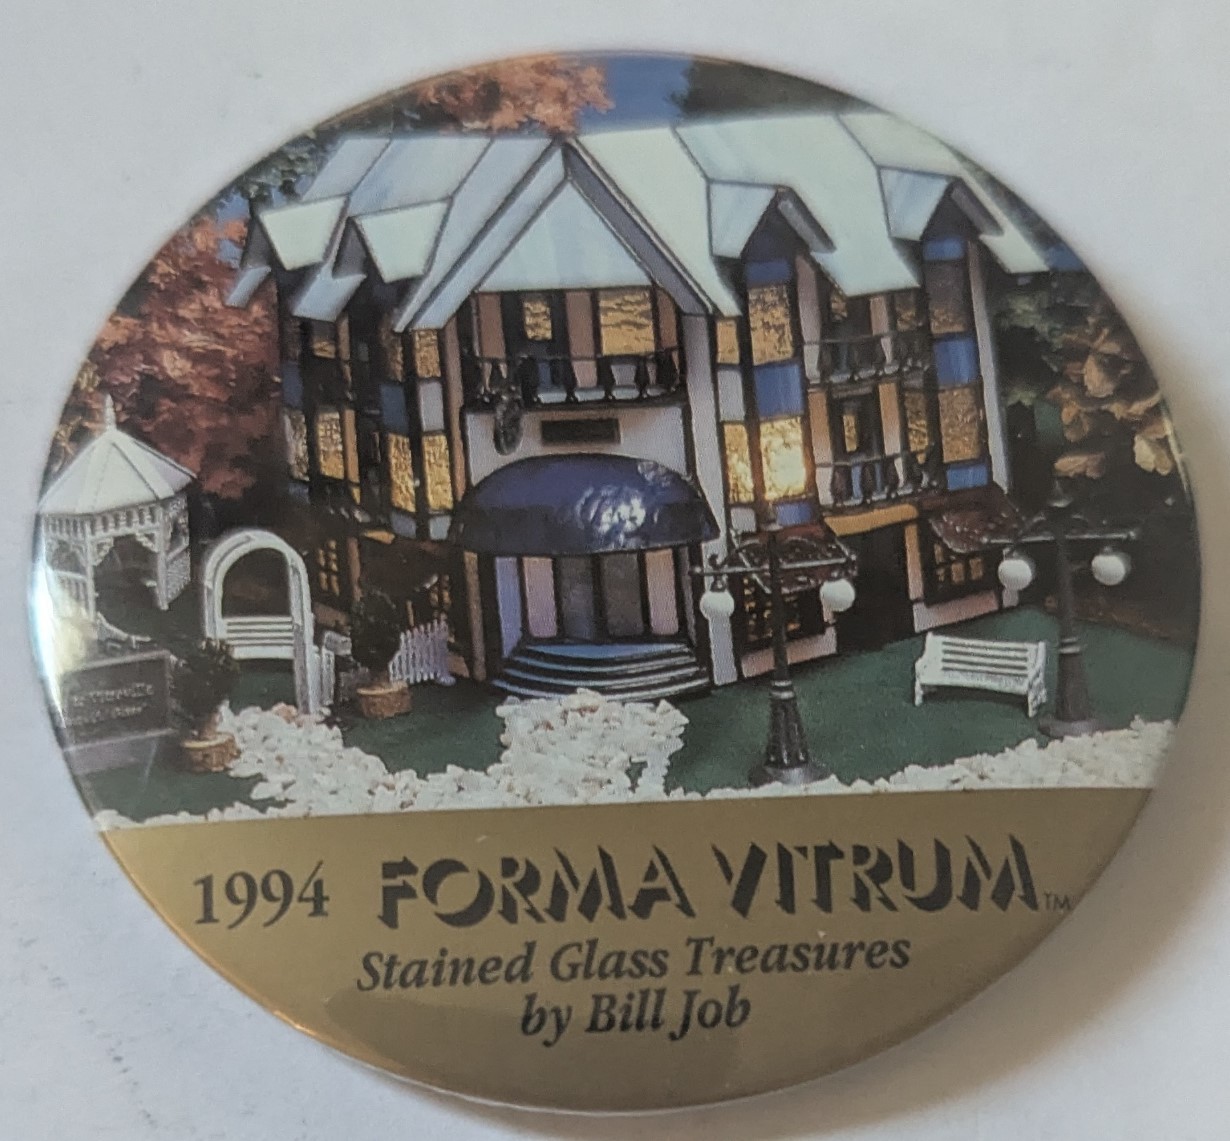 1994 FORMA VITRUM™
Stained Glass Treasures
by Bill Job